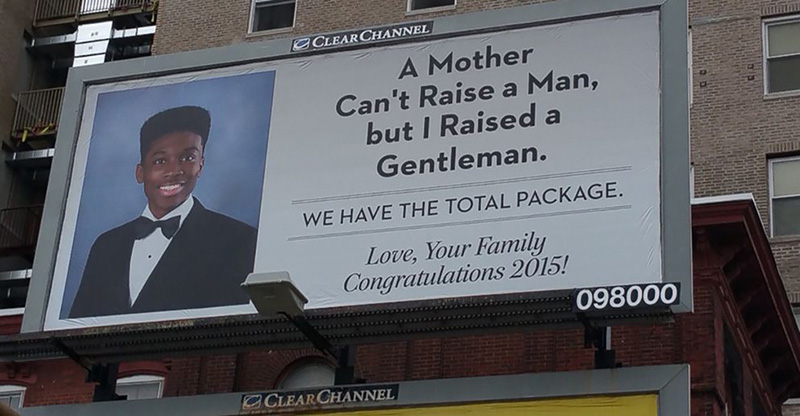 CLEARCHANNEL
A Mother
Can't Raise a Man,
but I Raised a
Gentleman.
WE HAVE THE TOTAL PACKAGE.
Love, Your Family
Congratulations 2015!
098000
CLEARCHANNEL